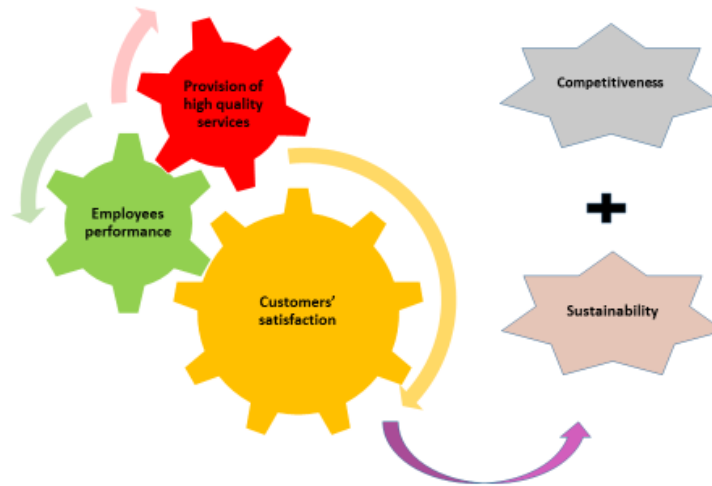 Provision of
high quality
services
Employees
performance
Customers’
satisfaction
Competitiveness
+
Sustainability